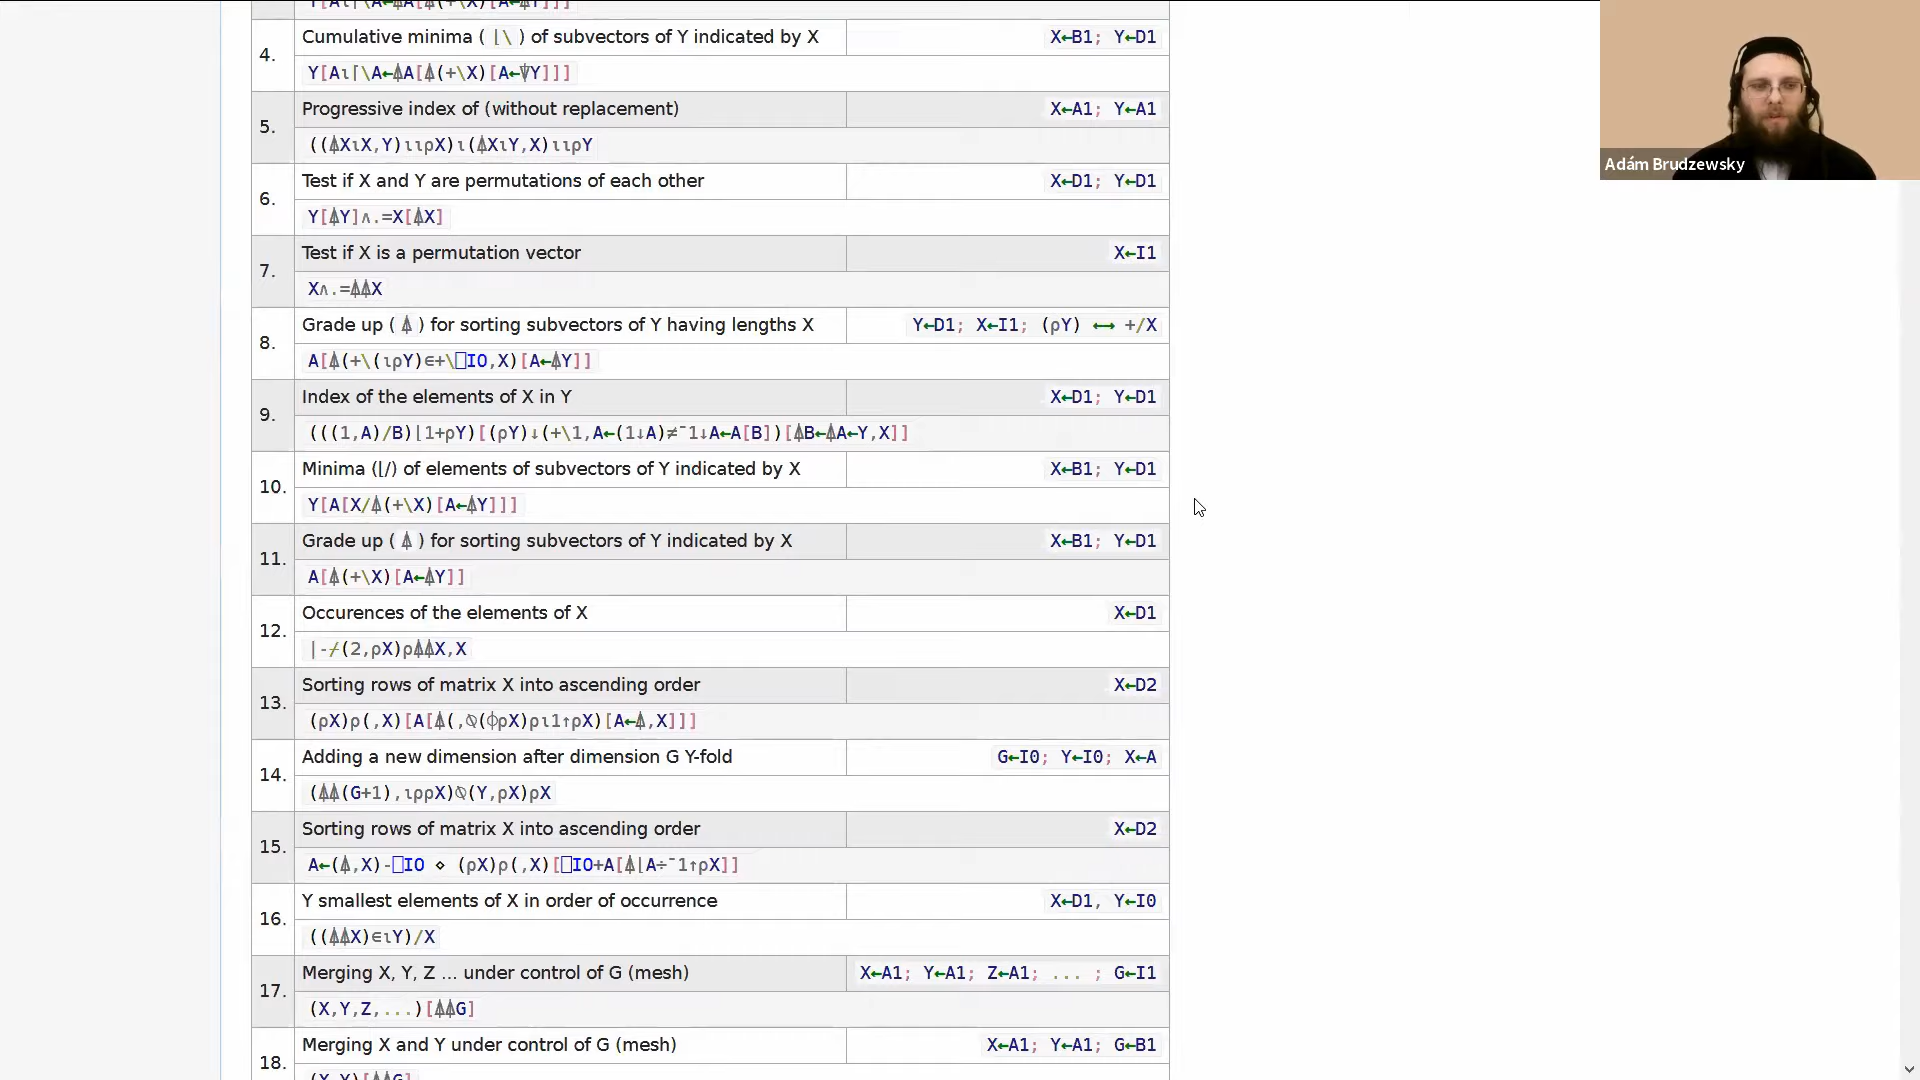 4.
Cumulative minima ( ⌊\ ) of subvectors of Y indicated by X
X←B1; Y←D1
Y[A⍳⌈\A←⍋A[⍋(+\X)[A←⍒Y]]]
5.
Progressive index of (without replacement)
X←A1; Y←A1
((⍋X⍳X,Y)⍳⍳⍴X)⍳(⍋X⍳Y,X)⍳⍳⍴Y
6.
Test if X and Y are permutations of each other
X←D1; Y←D1
Y[⍋Y]∧.=X[⍋X]
7.
Test if X is a permutation vector
X←I1
X∧.=⍋⍋X
8.
Grade up ( ⍋ ) for sorting subvectors of Y having lengths X
Y←D1; X←I1; (⍴Y) ←→ +/X
A[⍋(+\(⍳⍴Y)∊+\⎕IO,X)[A←⍋Y]]
9.
Index of the elements of X in Y
X←D1; Y←D1
(((1,A)/B)⌊1+⍴Y)[(⍴Y)↓(+\1,A←(1↓A)≠¯1↓A←A[B])[⍋B←⍋A←Y,X]]
10.
Minima (⌊/) of elements of subvectors of Y indicated by X
X←B1; Y←D1
Y[A[X/⍋(+\X)[A←⍋Y]]]
11.
Grade up ( ⍋ ) for sorting subvectors of Y indicated by X
X←B1; Y←D1
A[⍋(+\X)[A←⍋Y]]
12.
Occurences of the elements of X
X←D1
|-⌿(2,⍴X)⍴⍋⍋X,X
13.
Sorting rows of matrix X into ascending order
X←D2
(⍴X)⍴(,X)[A[⍋(,⍉(⌽⍴X)⍴⍳1↑⍴X)[A←⍋,X]]]
14.
Adding a new dimension after dimension G Y-fold
G←I0; Y←I0; X←A
(⍋⍋(G+1),⍳⍴⍴X)⍉(Y,⍴X)⍴X
15.
Sorting rows of matrix X into ascending order
X←D2
A←(⍋,X)-⎕IO ⋄ (⍴X)⍴(,X)[⎕IO+A[⍋⌊A÷¯1↑⍴X]]
16.
Y smallest elements of X in order of occurrence
X←D1, Y←I0
((⍋⍋X)∊⍳Y)/X
17.
Merging X, Y, Z ... under control of G (mesh)
X←A1; Y←A1; Z←A1; ... ; G←I1
(X,Y,Z,...)[⍋⍋G]
18.
Merging X and Y under control of G (mesh)
X←A1; Y←A1; G←B1
Adám Brudzewsky